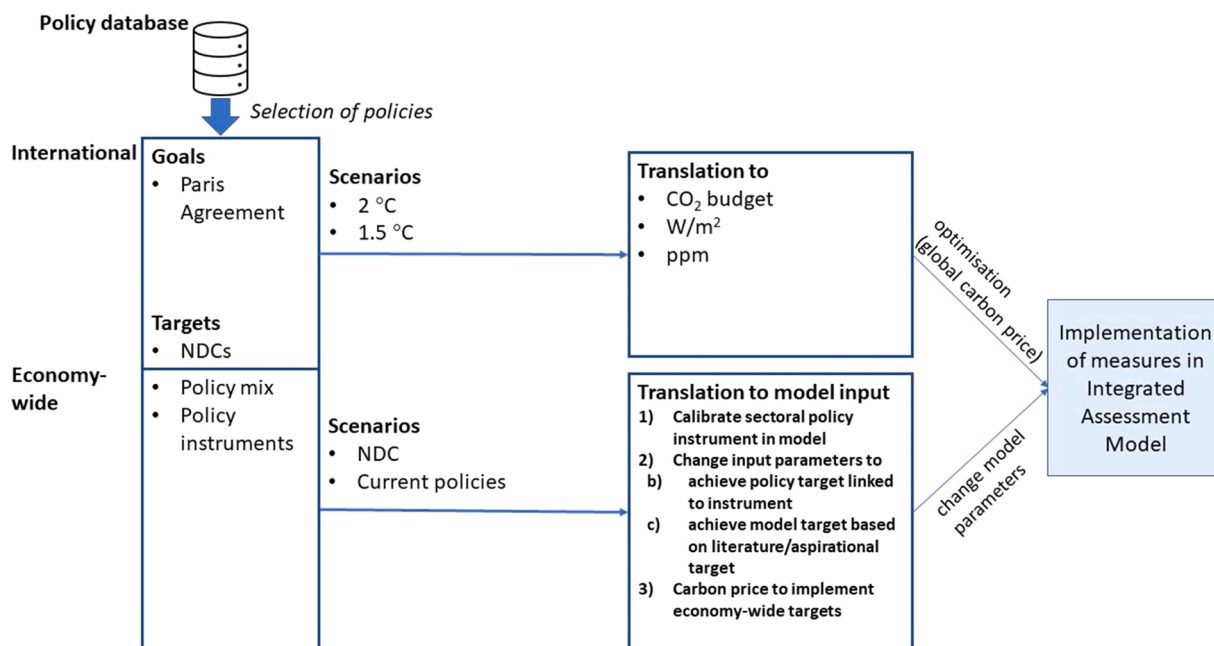 Policy database
Selection of policies
International
Goals
• Paris
Agreement
Scenarios
• 2 °C
• 1.5 °C
Translation to
• CO₂ budget
• W/m²
• ppm
optimisation
(global carbon price)
Targets
• NDCs
Economy-
wide
• Policy mix
• Policy
instruments
Scenarios
• NDC
• Current policies
Translation to model input
1) Calibrate sectoral policy
instrument in model
2) Change input parameters to
b) achieve policy target linked
to instrument
c) achieve model target based
on literature/aspirational
target
3) Carbon price to implement
economy-wide targets
change model
parameters
Implementation
of measures in
Integrated
Assessment
Model